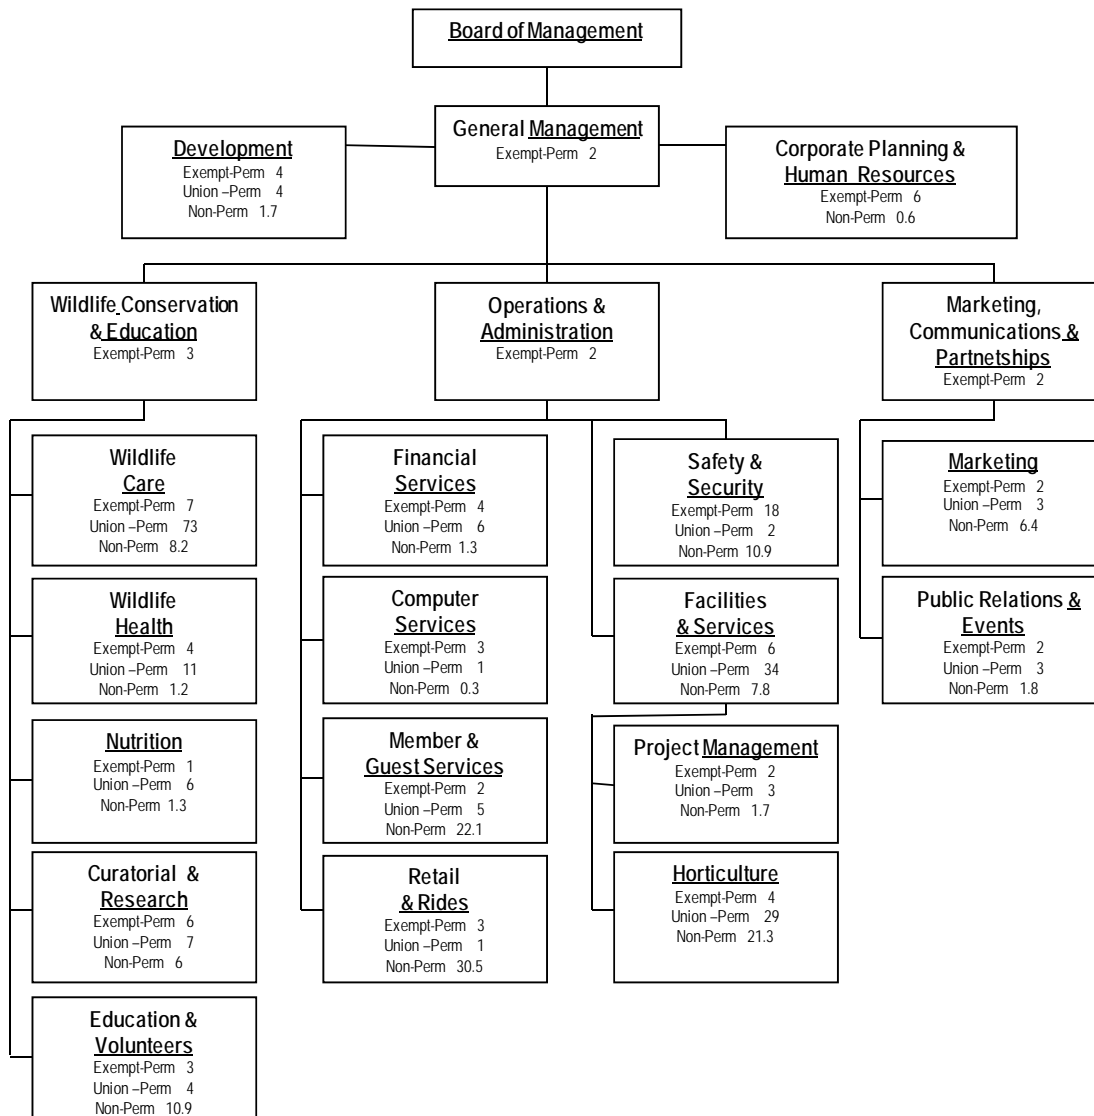 Board of Management
General Management
Exempt-Perm 2
Development
Exempt-Perm 4
Union –Perm 4
Non-Perm 1.7
Corporate Planning &
Human Resources
Exempt-Perm 6
Non-Perm 0.6
Wildlife Conservation
& Education
Exempt-Perm 3
Operations &
Administration
Exempt-Perm 2
Marketing,
Communications &
Partnetships
Exempt-Perm 2
Wildlife
Care
Exempt-Perm 7
Union –Perm 73
Non-Perm 8.2
Financial
Services
Exempt-Perm 4
Union –Perm 6
Non-Perm 1.3
Safety &
Security
Exempt-Perm 18
Union –Perm 2
Non-Perm 10.9
Marketing
Exempt-Perm 2
Union –Perm 3
Non-Perm 6.4
Wildlife
Health
Exempt-Perm 4
Union –Perm 11
Non-Perm 1.2
Computer
Services
Exempt-Perm 3
Union –Perm 1
Non-Perm 0.3
Facilities
& Services
Exempt-Perm 6
Union –Perm 34
Non-Perm 7.8
Public Relations &
Events
Exempt-Perm 2
Union –Perm 3
Non-Perm 1.8
Nutrition
Exempt-Perm 1
Union –Perm 6
Non-Perm 1.3
Member &
Guest Services
Exempt-Perm 2
Union –Perm 5
Non-Perm 22.1
Project Management
Exempt-Perm 2
Union –Perm 3
Non-Perm 1.7
Curatorial &
Research
Exempt-Perm 6
Union –Perm 7
Non-Perm 6
Retail
& Rides
Exempt-Perm 3
Union –Perm 1
Non-Perm 30.5
Horticulture
Exempt-Perm 4
Union –Perm 29
Non-Perm 21.3
Education &
Volunteers
Exempt-Perm 3
Union –Perm 4
Non-Perm 10.9